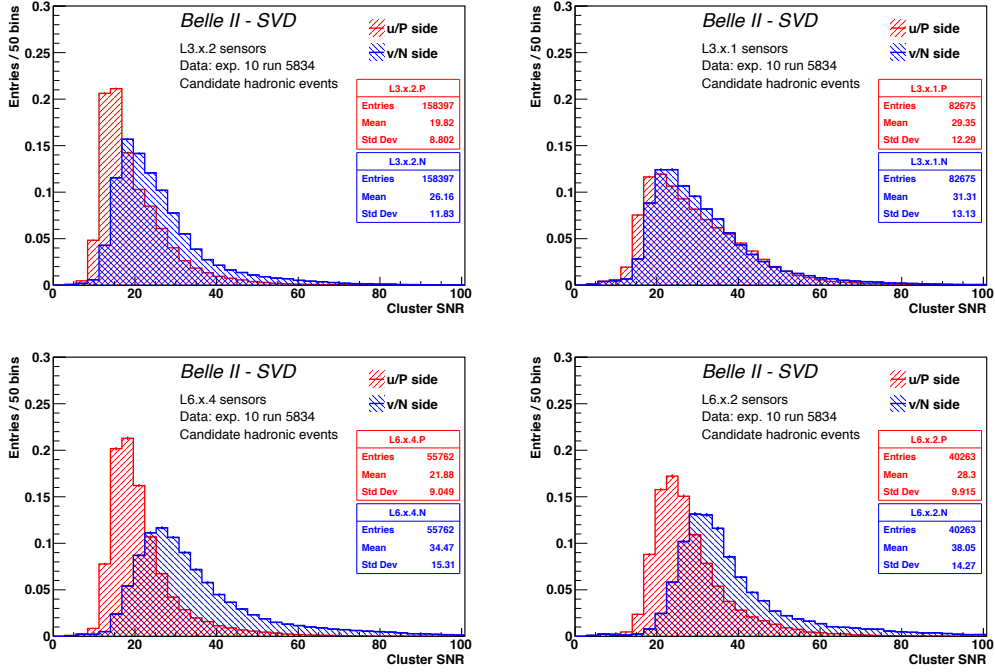 Belle II - SVD
u/P side
v/N side
L3.x.2 sensors
Data: exp. 10 run 5834
Candidate hadronic events
L3.x.2.P
Entries 158397
Mean 19.82
Std Dev 8.802
L3.x.2.N
Entries 158397
Mean 26.16
Std Dev 11.83
Entries / 50 bins
0.3
0.25
0.2
0.15
0.1
0.05
0
0 20 40 60 80 100
Cluster SNR
Belle II - SVD
u/P side
v/N side
L3.x.1 sensors
Data: exp. 10 run 5834
Candidate hadronic events
L3.x.1.P
Entries 82675
Mean 29.35
Std Dev 12.29
L3.x.1.N
Entries 82675
Mean 31.31
Std Dev 13.13
Entries / 50 bins
0.3
0.25
0.2
0.15
0.1
0.05
0
0 20 40 60 80 100
Cluster SNR
Belle II - SVD
u/P side
v/N side
L6.x.4 sensors
Data: exp. 10 run 5834
Candidate hadronic events
L6.x.4.P
Entries 55762
Mean 21.88
Std Dev 9.049
L6.x.4.N
Entries 55762
Mean 34.47
Std Dev 15.31
Entries / 50 bins
0.3
0.25
0.2
0.15
0.1
0.05
0
0 20 40 60 80 100
Cluster SNR
Belle II - SVD
u/P side
v/N side
L6.x.2 sensors
Data: exp. 10 run 5834
Candidate hadronic events
L6.x.2.P
Entries 40263
Mean 28.3
Std Dev 9.915
L6.x.2.N
Entries 40263
Mean 38.05
Std Dev 14.27
Entries / 50 bins
0.3
0.25
0.2
0.15
0.1
0.05
0
0 20 40 60 80 100
Cluster SNR